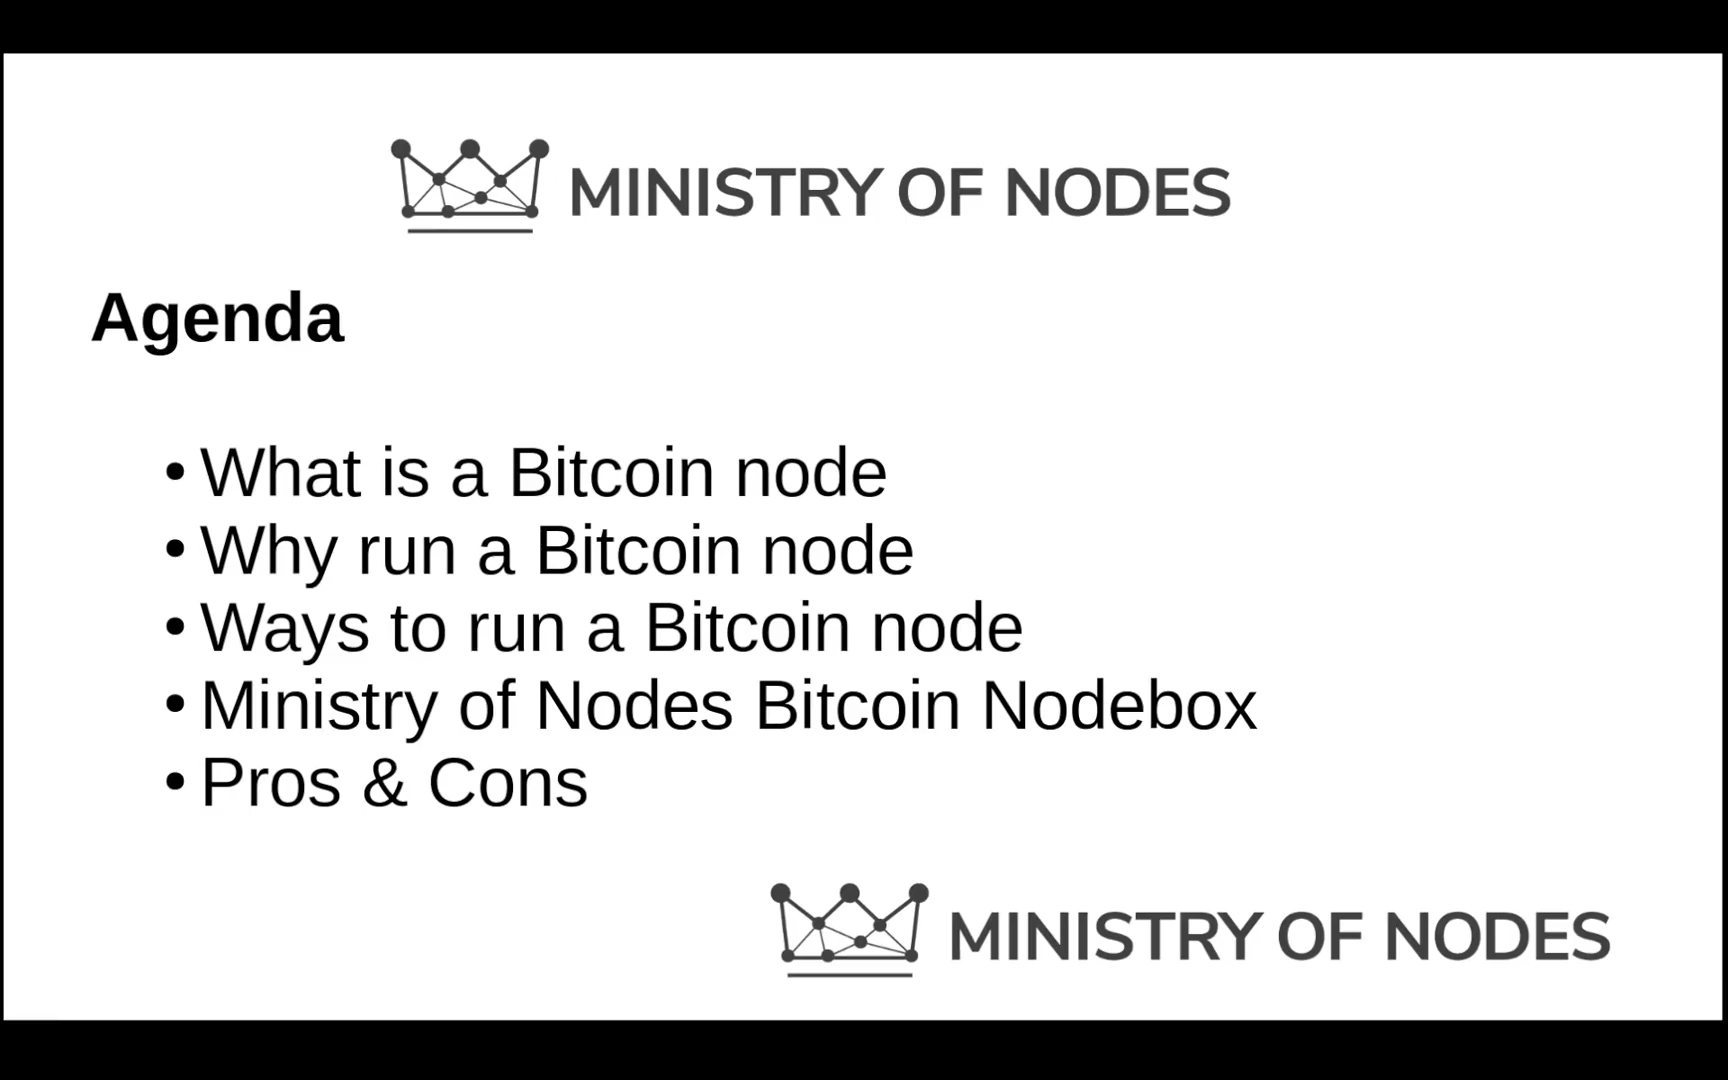 MINISTRY OF NODES
Agenda
• What is a Bitcoin node
• Why run a Bitcoin node
• Ways to run a Bitcoin node
• Ministry of Nodes Bitcoin Nodebox
• Pros & Cons
MINISTRY OF NODES